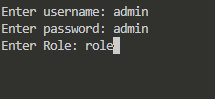 Enter username: admin
Enter password: admin
Enter Role: role